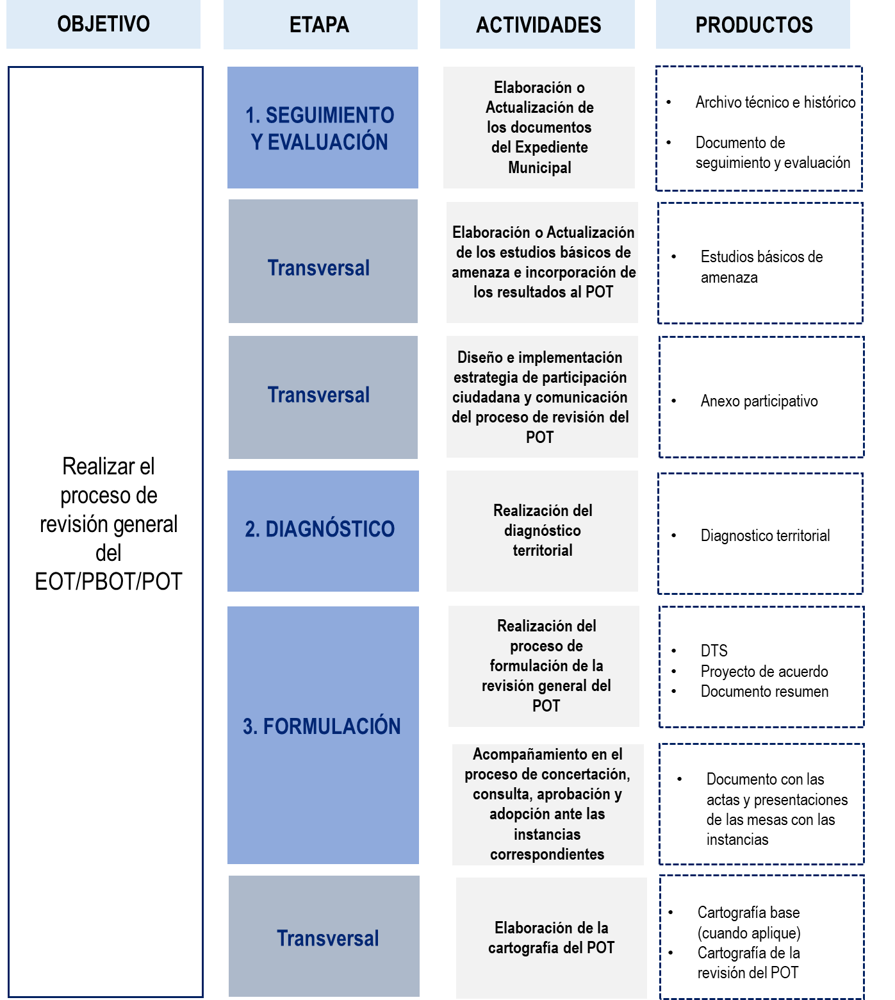 OBJETIVO
ETAPA
ACTIVIDADES
PRODUCTOS
Realizar el
proceso de
revisión general
del
EOT/PBOT/POT
1. SEGUIMIENTO
Y EVALUACIÓN
Elaboración o
Actualización de
los documentos
del Expediente
Municipal
• Archivo técnico e histórico
• Documento de
seguimiento y evaluación
Transversal
Elaboración o Actualización
de los estudios básicos de
amenaza e incorporación de
los resultados al POT
• Estudios básicos de
amenaza
Transversal
Diseño e implementación
estrategia de participación
ciudadana y comunicación
del proceso de revisión del
POT
• Anexo participativo
2. DIAGNÓSTICO
Realización del
diagnóstico
territorial
• Diagnostico territorial
3. FORMULACIÓN
Realización del
proceso de
formulación de la
revisión general del
POT
• DTS
• Proyecto de acuerdo
• Documento resumen
Acompañamiento en el
proceso de concertación,
consulta, aprobación y
adopción ante las
instancias
correspondientes
• Documento con las
actas y presentaciones
de las mesas con las
instancias
Transversal
Elaboración de la
cartografía del POT
• Cartografía base
(cuando aplique)
• Cartografía de la
revisión del POT